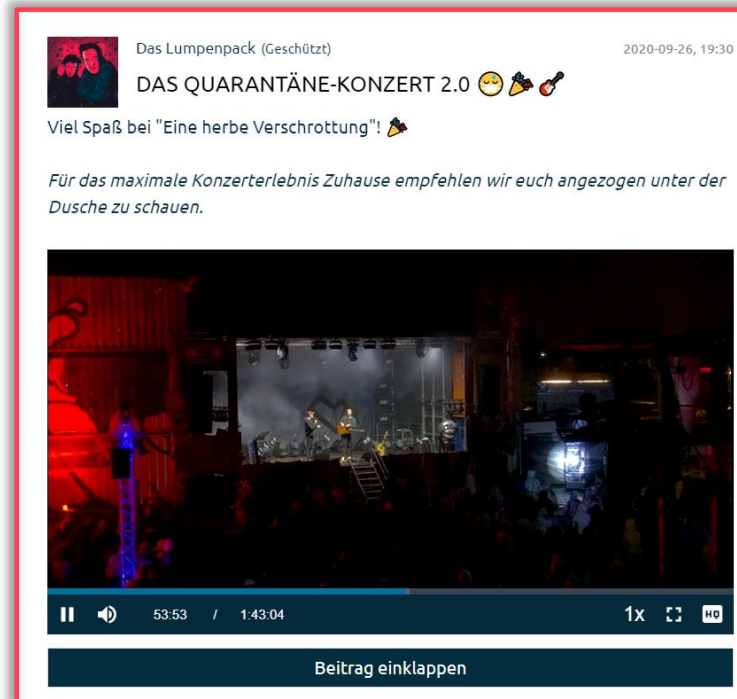 Das Lumpenpack (Geschützt) 2020-09-26, 19:30
DAS QUARANTÄNE-KONZERT 2.0 😷 🎉 🎸
Viel Spaß bei "Eine herbe Verschrottung"! 🎉
Für das maximale Konzerterlebnis Zuhause empfehlen wir euch angezogen unter der
Dusche zu schauen.
53:53 / 1:43:04 1x HQ
Beitrag einklappen